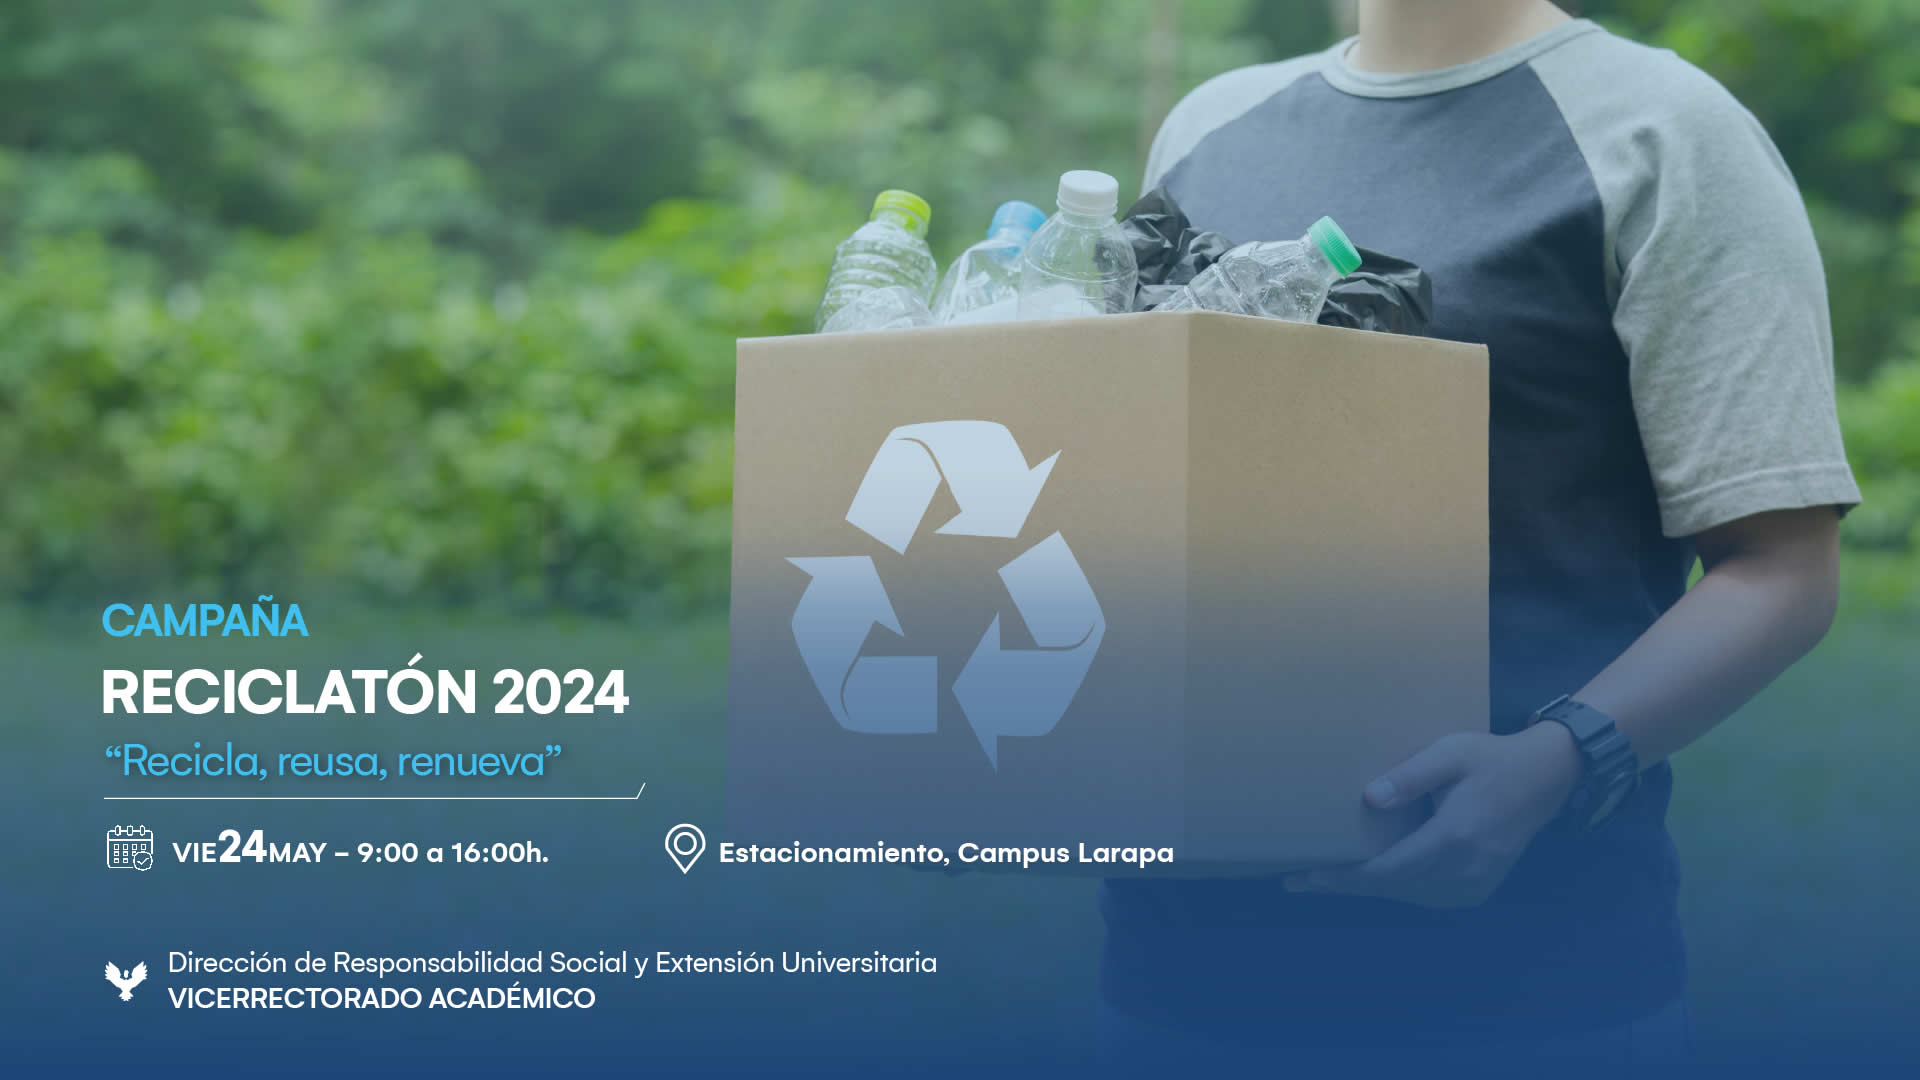 CAMPAÑA
RECICLATÓN 2024
“Recicla, reusa, renueva”
VIE24MAY – 9:00 a 16:00h.
Estacionamiento, Campus Larapa
Dirección de Responsabilidad Social y Extensión Universitaria
VICERRECTORADO ACADÉMICO